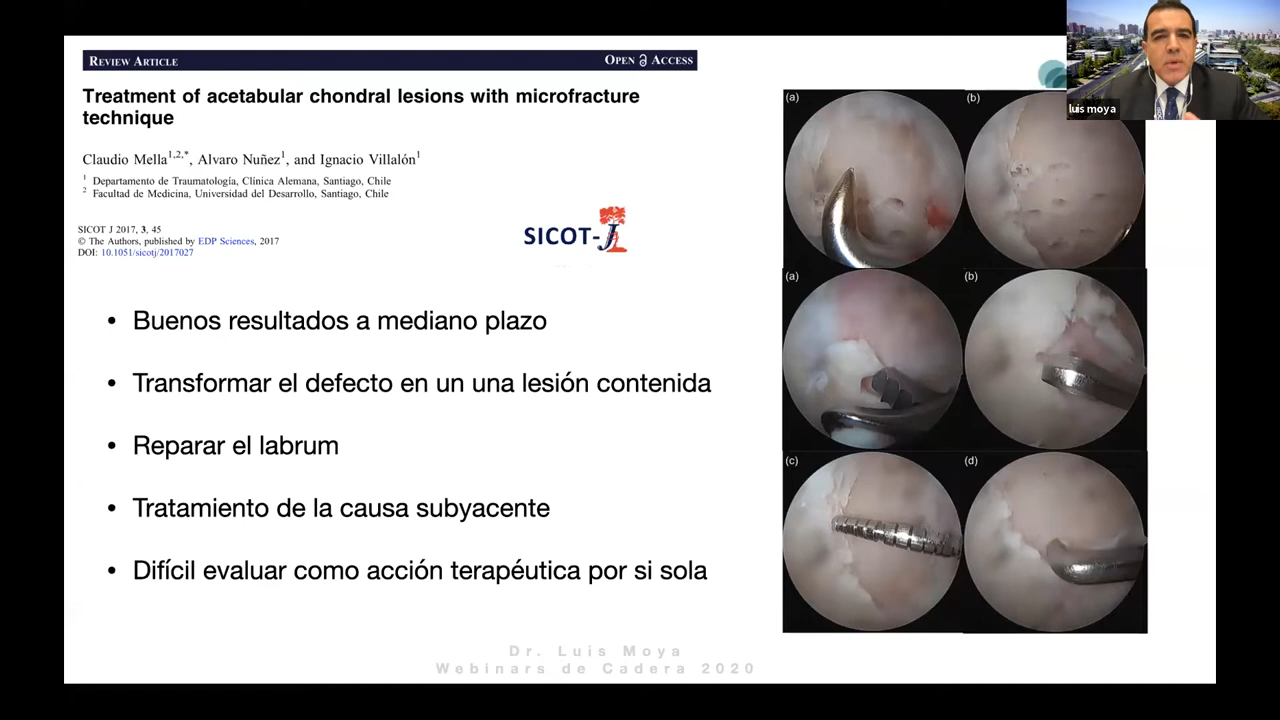 REVIEW ARTICLE
OPEN ACCESS
Treatment of acetabular chondral lesions with microfracture
technique
Claudio Mella1,2,*, Alvaro Nuñez1, and Ignacio Villalón1
1 Departamento de Traumatología, Clínica Alemana, Santiago, Chile
2 Facultad de Medicina, Universidad del Desarrollo, Santiago, Chile
SICOT J 2017, 3, 45
© The Authors, published by EDP Sciences, 2017
DOI: 10.1051/sicotj/2017027
SICOT-J
• Buenos resultados a mediano plazo
• Transformar el defecto en un una lesión contenida
• Reparar el labrum
• Tratamiento de la causa subyacente
• Difícil evaluar como acción terapéutica por si sola
(a)
(b)
(a)
(b)
(c)
(d)
luis moya
Dr. Luis Moya
Webinars de Cadera 2020